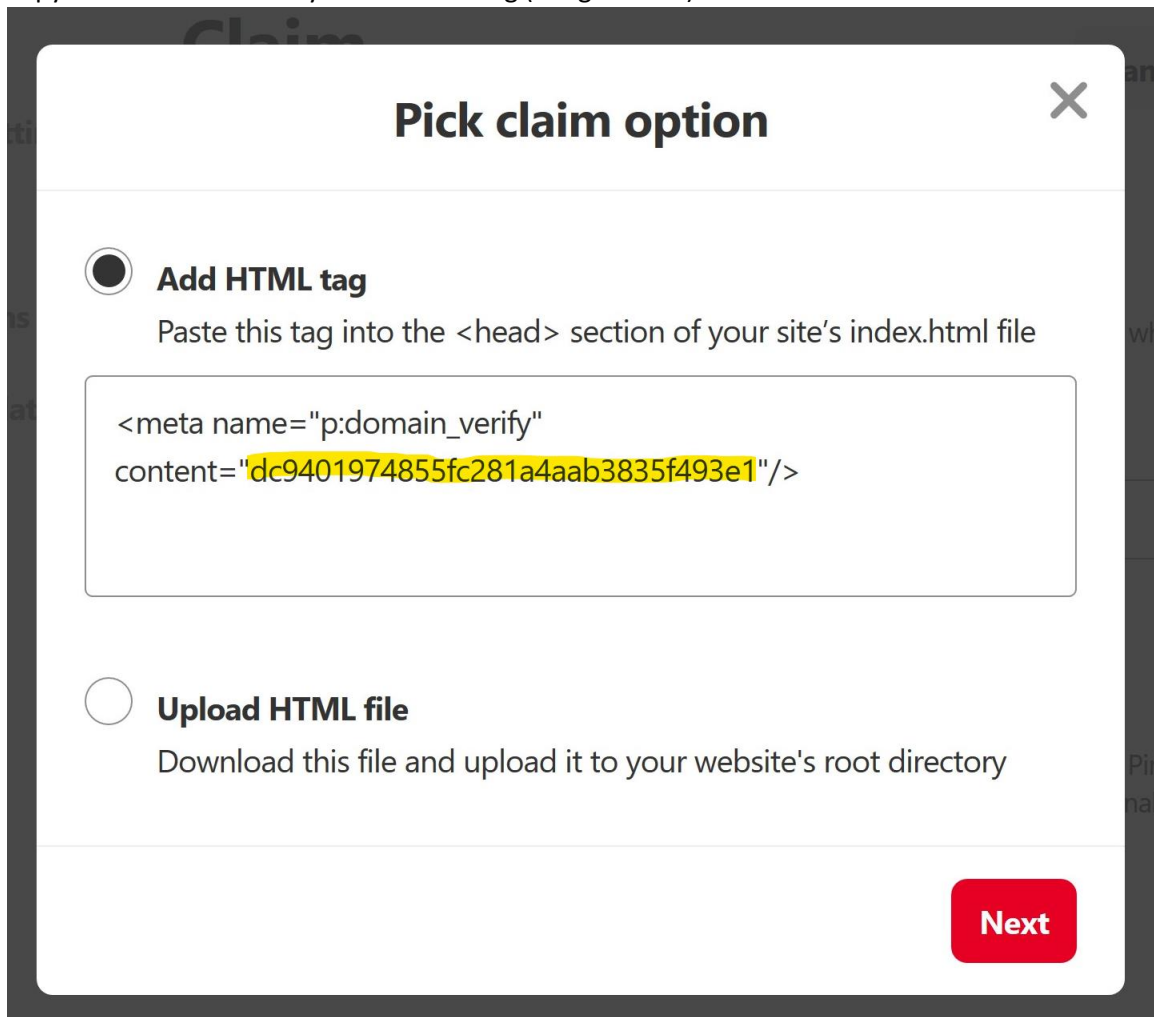 Claim
Pick claim option
Add HTML tag
Paste this tag into the <head> section of your site’s index.html file
<meta name="p:domain_verify"
content="dc9401974855fc281a4aab3835f493e1"/>
Upload HTML file
Download this file and upload it to your website's root directory
Next